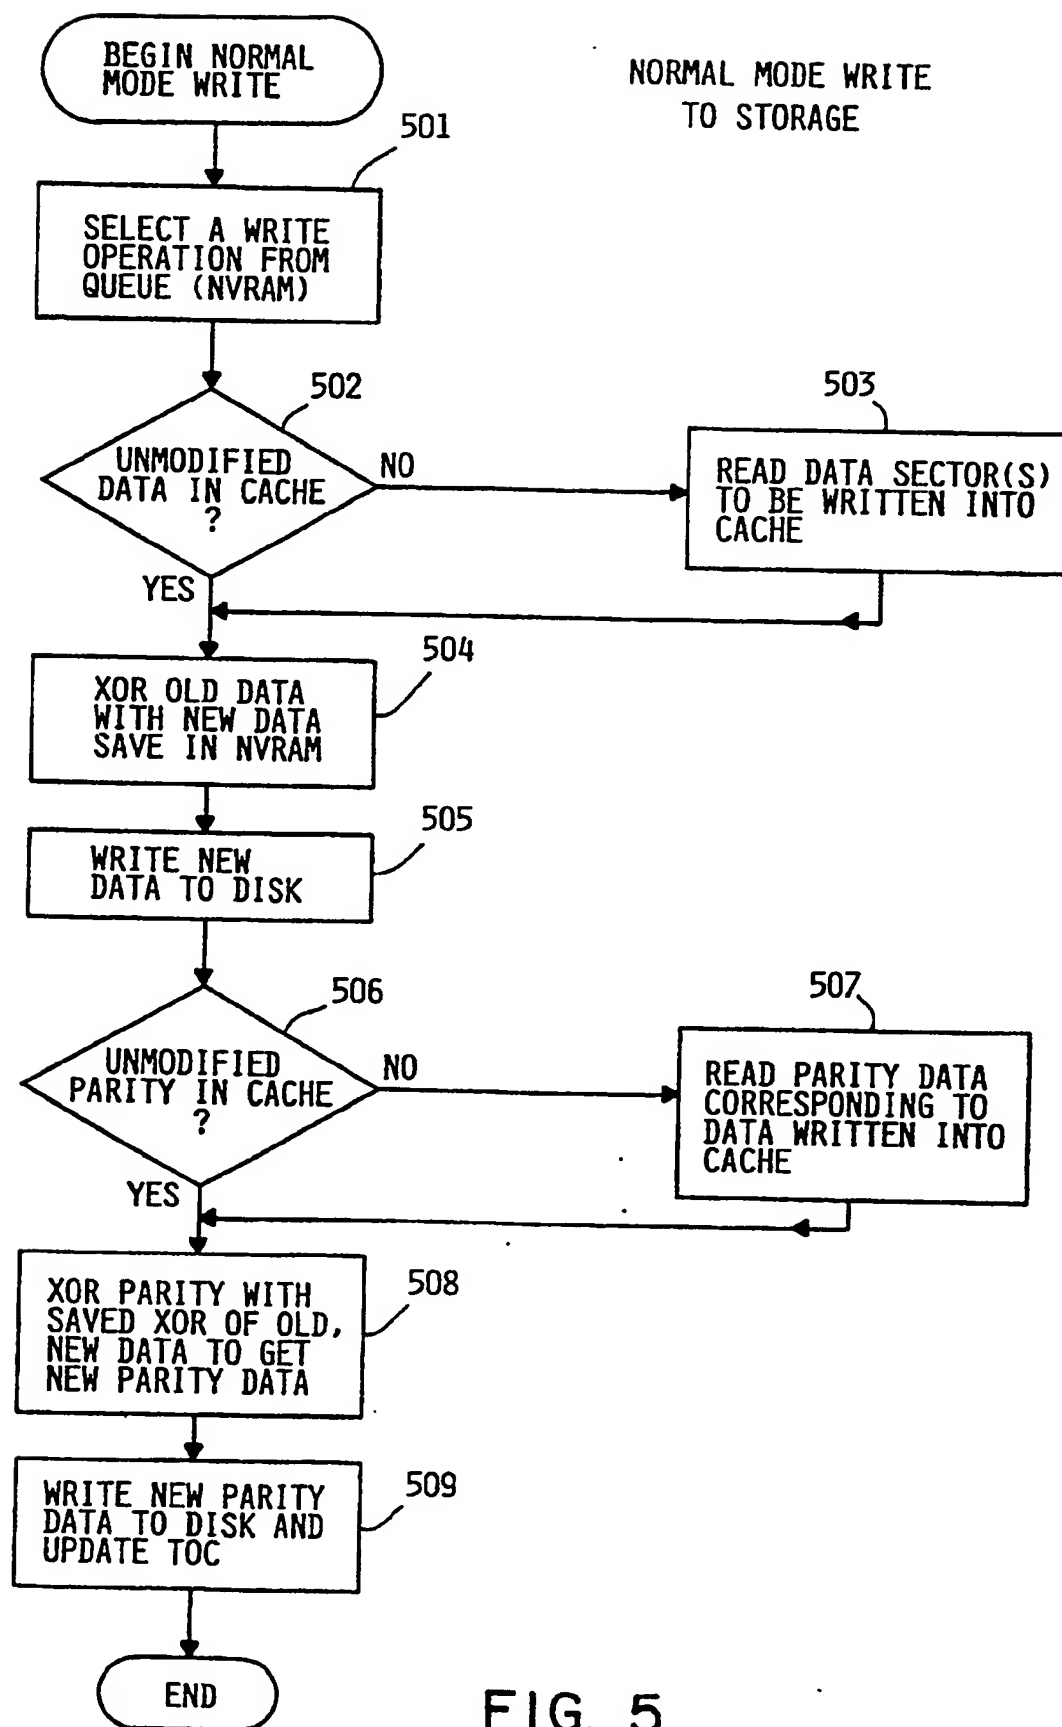 BEGIN NORMAL
MODE WRITE
NORMAL MODE WRITE
TO STORAGE
501
SELECT A WRITE
OPERATION FROM
QUEUE (NVRAM)
502
UNMODIFIED
DATA IN CACHE
?
NO
503
READ DATA SECTOR(S)
TO BE WRITTEN INTO
CACHE
YES
504
XOR OLD DATA
WITH NEW DATA
SAVE IN NVRAM
505
WRITE NEW
DATA TO DISK
506
UNMODIFIED
PARITY IN CACHE
?
NO
507
READ PARITY DATA
CORRESPONDING TO
DATA WRITTEN INTO
CACHE
YES
508
XOR PARITY WITH
SAVED XOR OF OLD,
NEW DATA TO GET
NEW PARITY DATA
509
WRITE NEW PARITY
DATA TO DISK AND
UPDATE TOC
END
FIG. 5